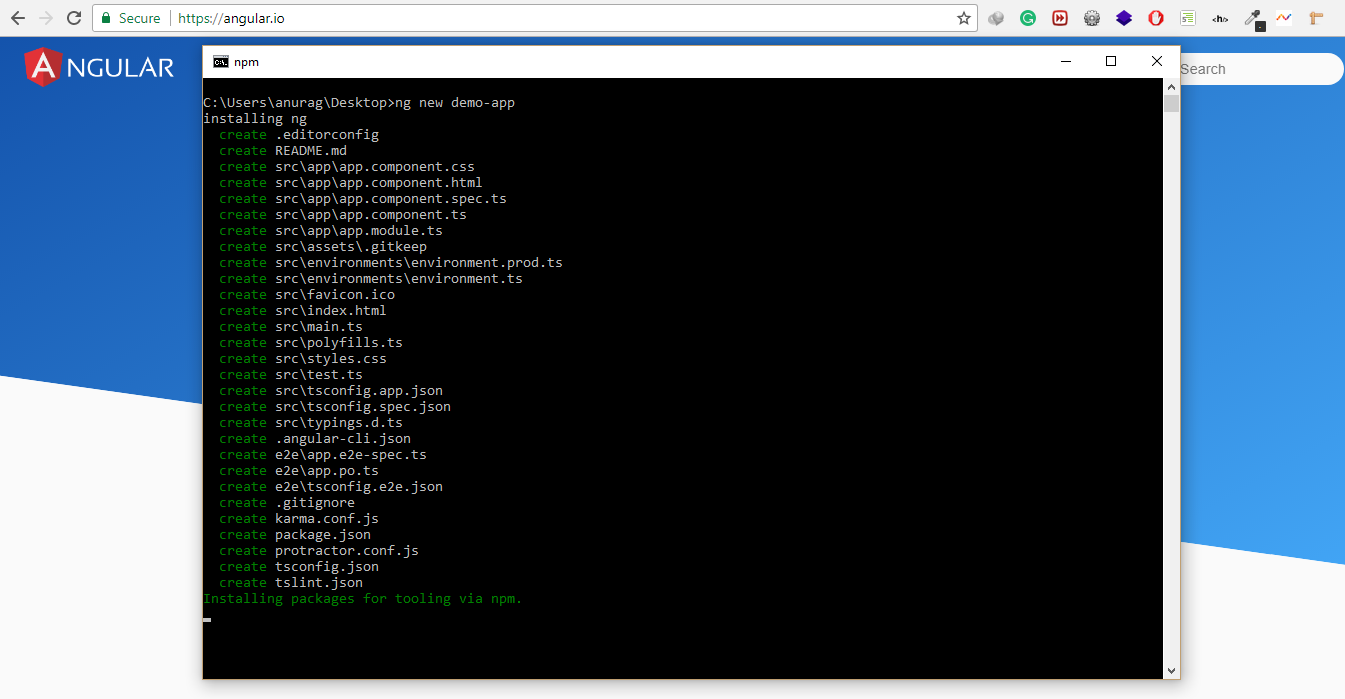 Secure https://angular.io
ANGULAR
Search
npm
C:\Users\anurag\Desktop>ng new demo-app
installing ng
create .editorconfig
create README.md
create src\app\app.component.css
create src\app\app.component.html
create src\app\app.component.spec.ts
create src\app\app.component.ts
create src\app\app.module.ts
create src\assets\.gitkeep
create src\environments\environment.prod.ts
create src\environments\environment.ts
create src\favicon.ico
create src\index.html
create src\main.ts
create src\polyfills.ts
create src\styles.css
create src\test.ts
create src\tsconfig.app.json
create src\tsconfig.spec.json
create src\typings.d.ts
create .angular-cli.json
create e2e\app.e2e-spec.ts
create e2e\app.po.ts
create e2e\tsconfig.e2e.json
create .gitignore
create karma.conf.js
create package.json
create protractor.conf.js
create tsconfig.json
create tslint.json
Installing packages for tooling via npm.